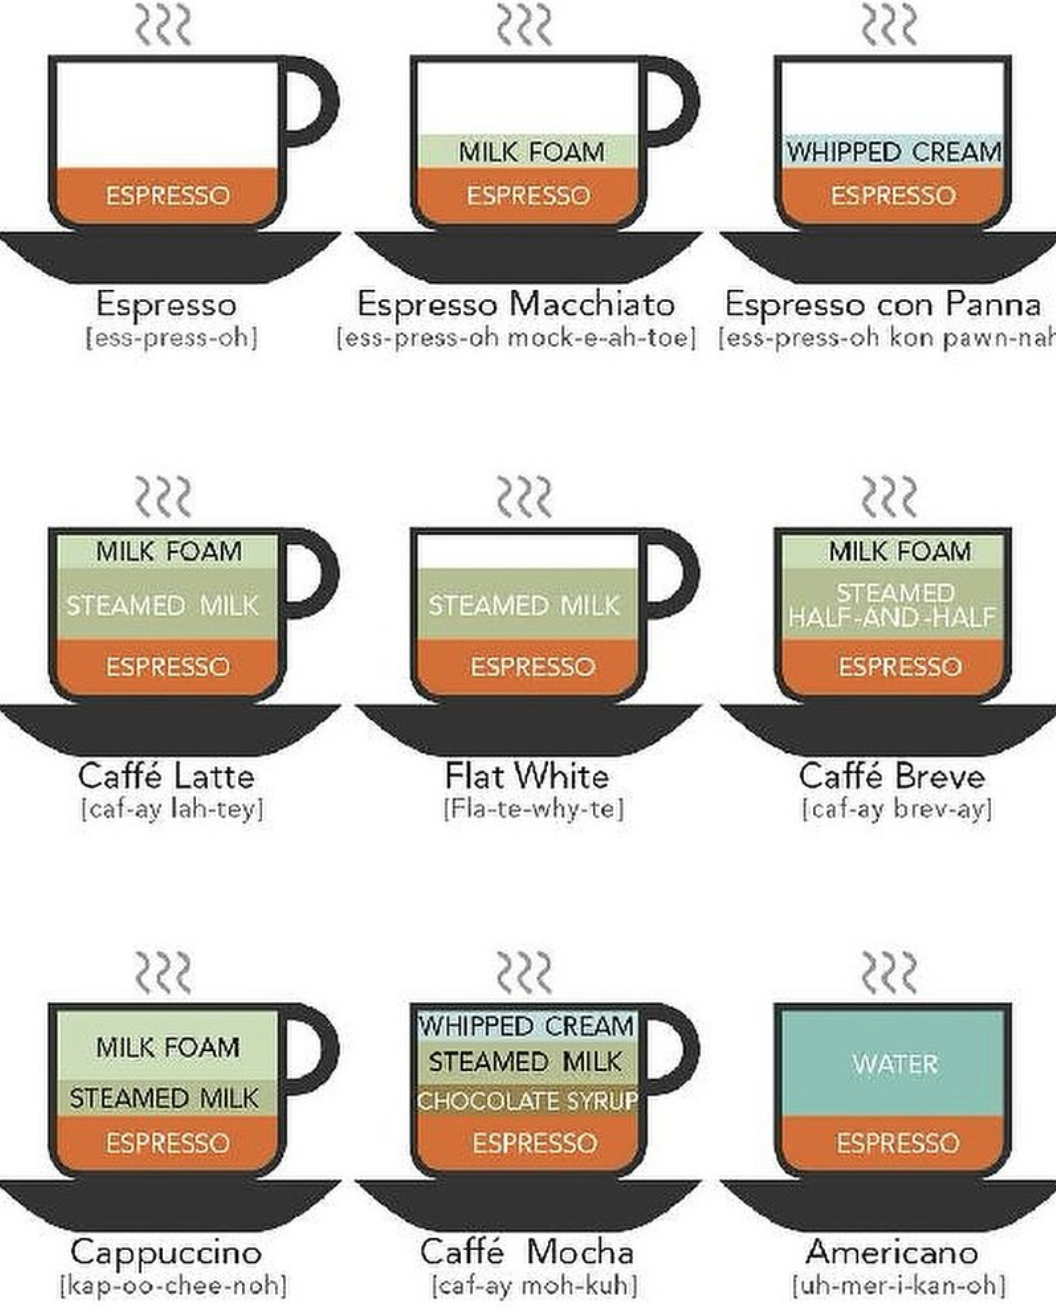 ESPRESSO
Espresso
[ess-press-oh]
MILK FOAM
ESPRESSO
Espresso Macchiato
[ess-press-oh mock-e-ah-toe]
WHIPPED CREAM
ESPRESSO
Espresso con Panna
[ess-press-oh kon pawn-nah
MILK FOAM
STEAMED MILK
ESPRESSO
Caffé Latte
[caf-ay lah-tey]
STEAMED MILK
ESPRESSO
Flat White
[Fla-te-why-te]
MILK FOAM
STEAMED
HALF-AND-HALF
ESPRESSO
Caffé Breve
[caf-ay brev-ay]
MILK FOAM
STEAMED MILK
ESPRESSO
Cappuccino
[kap-oo-chee-noh]
WHIPPED CREAM
STEAMED MILK
CHOCOLATE SYRUP
ESPRESSO
Caffé Mocha
[caf-ay moh-kuh]
WATER
ESPRESSO
Americano
[uh-mer-i-kan-oh]